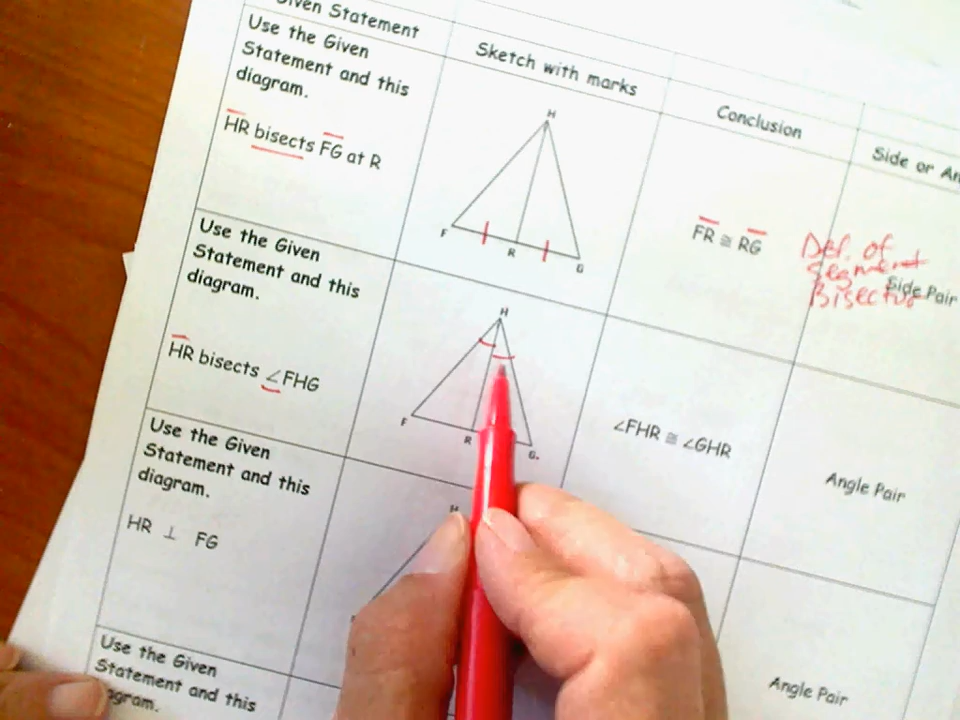 Given Statement
Sketch with marks
Conclusion
Side or An
Use the Given
Statement and this
diagram.
HR bisects FG at R
H
F
R
G
FR ≅ RG
Def. of
Segment
Bisector
Side Pair
Use the Given
Statement and this
diagram.
HR bisects ∠FHG
H
F
R
G.
∠FHR ≅ ∠GHR
Angle Pair
Use the Given
Statement and this
diagram.
HR ⊥ FG
H
Angle Pair
Use the Given
Statement and this
agram.